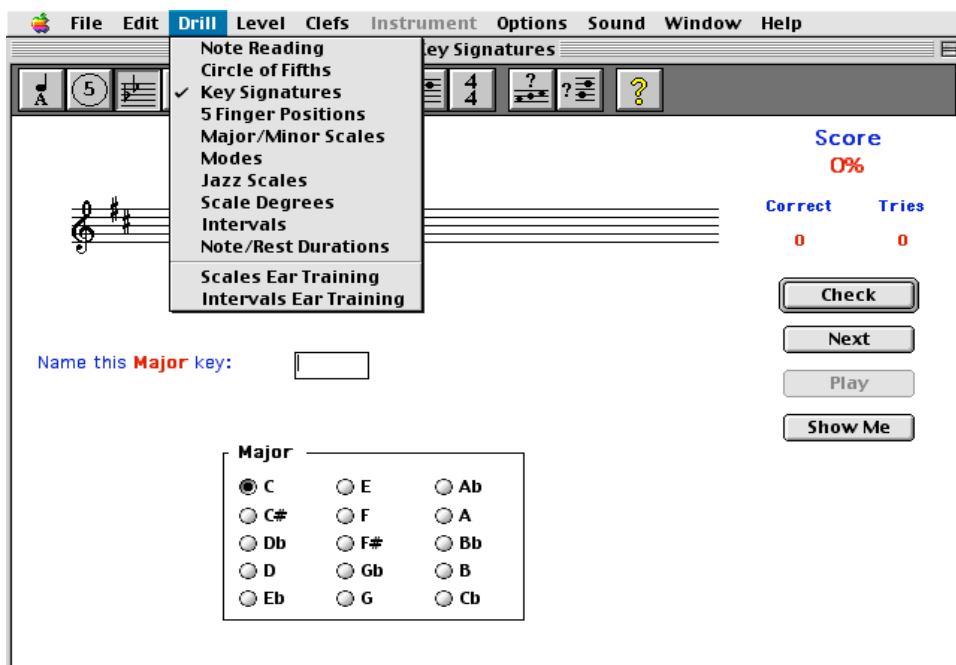 File Edit Drill Level Clefs Instrument Options Sound Window Help
ey Signatures
A 5 4 4 ? ? ?
Note Reading
Circle of Fifths
✓ Key Signatures
5 Finger Positions
Major/Minor Scales
Modes
Jazz Scales
Scale Degrees
Intervals
Note/Rest Durations
Scales Ear Training
Intervals Ear Training
Score
0%
Correct Tries
0 0
Check
Next
Play
Show Me
Name this Major key:
Major
C E Ab
C# F A
Db F# Bb
D Gb B
Eb G Cb